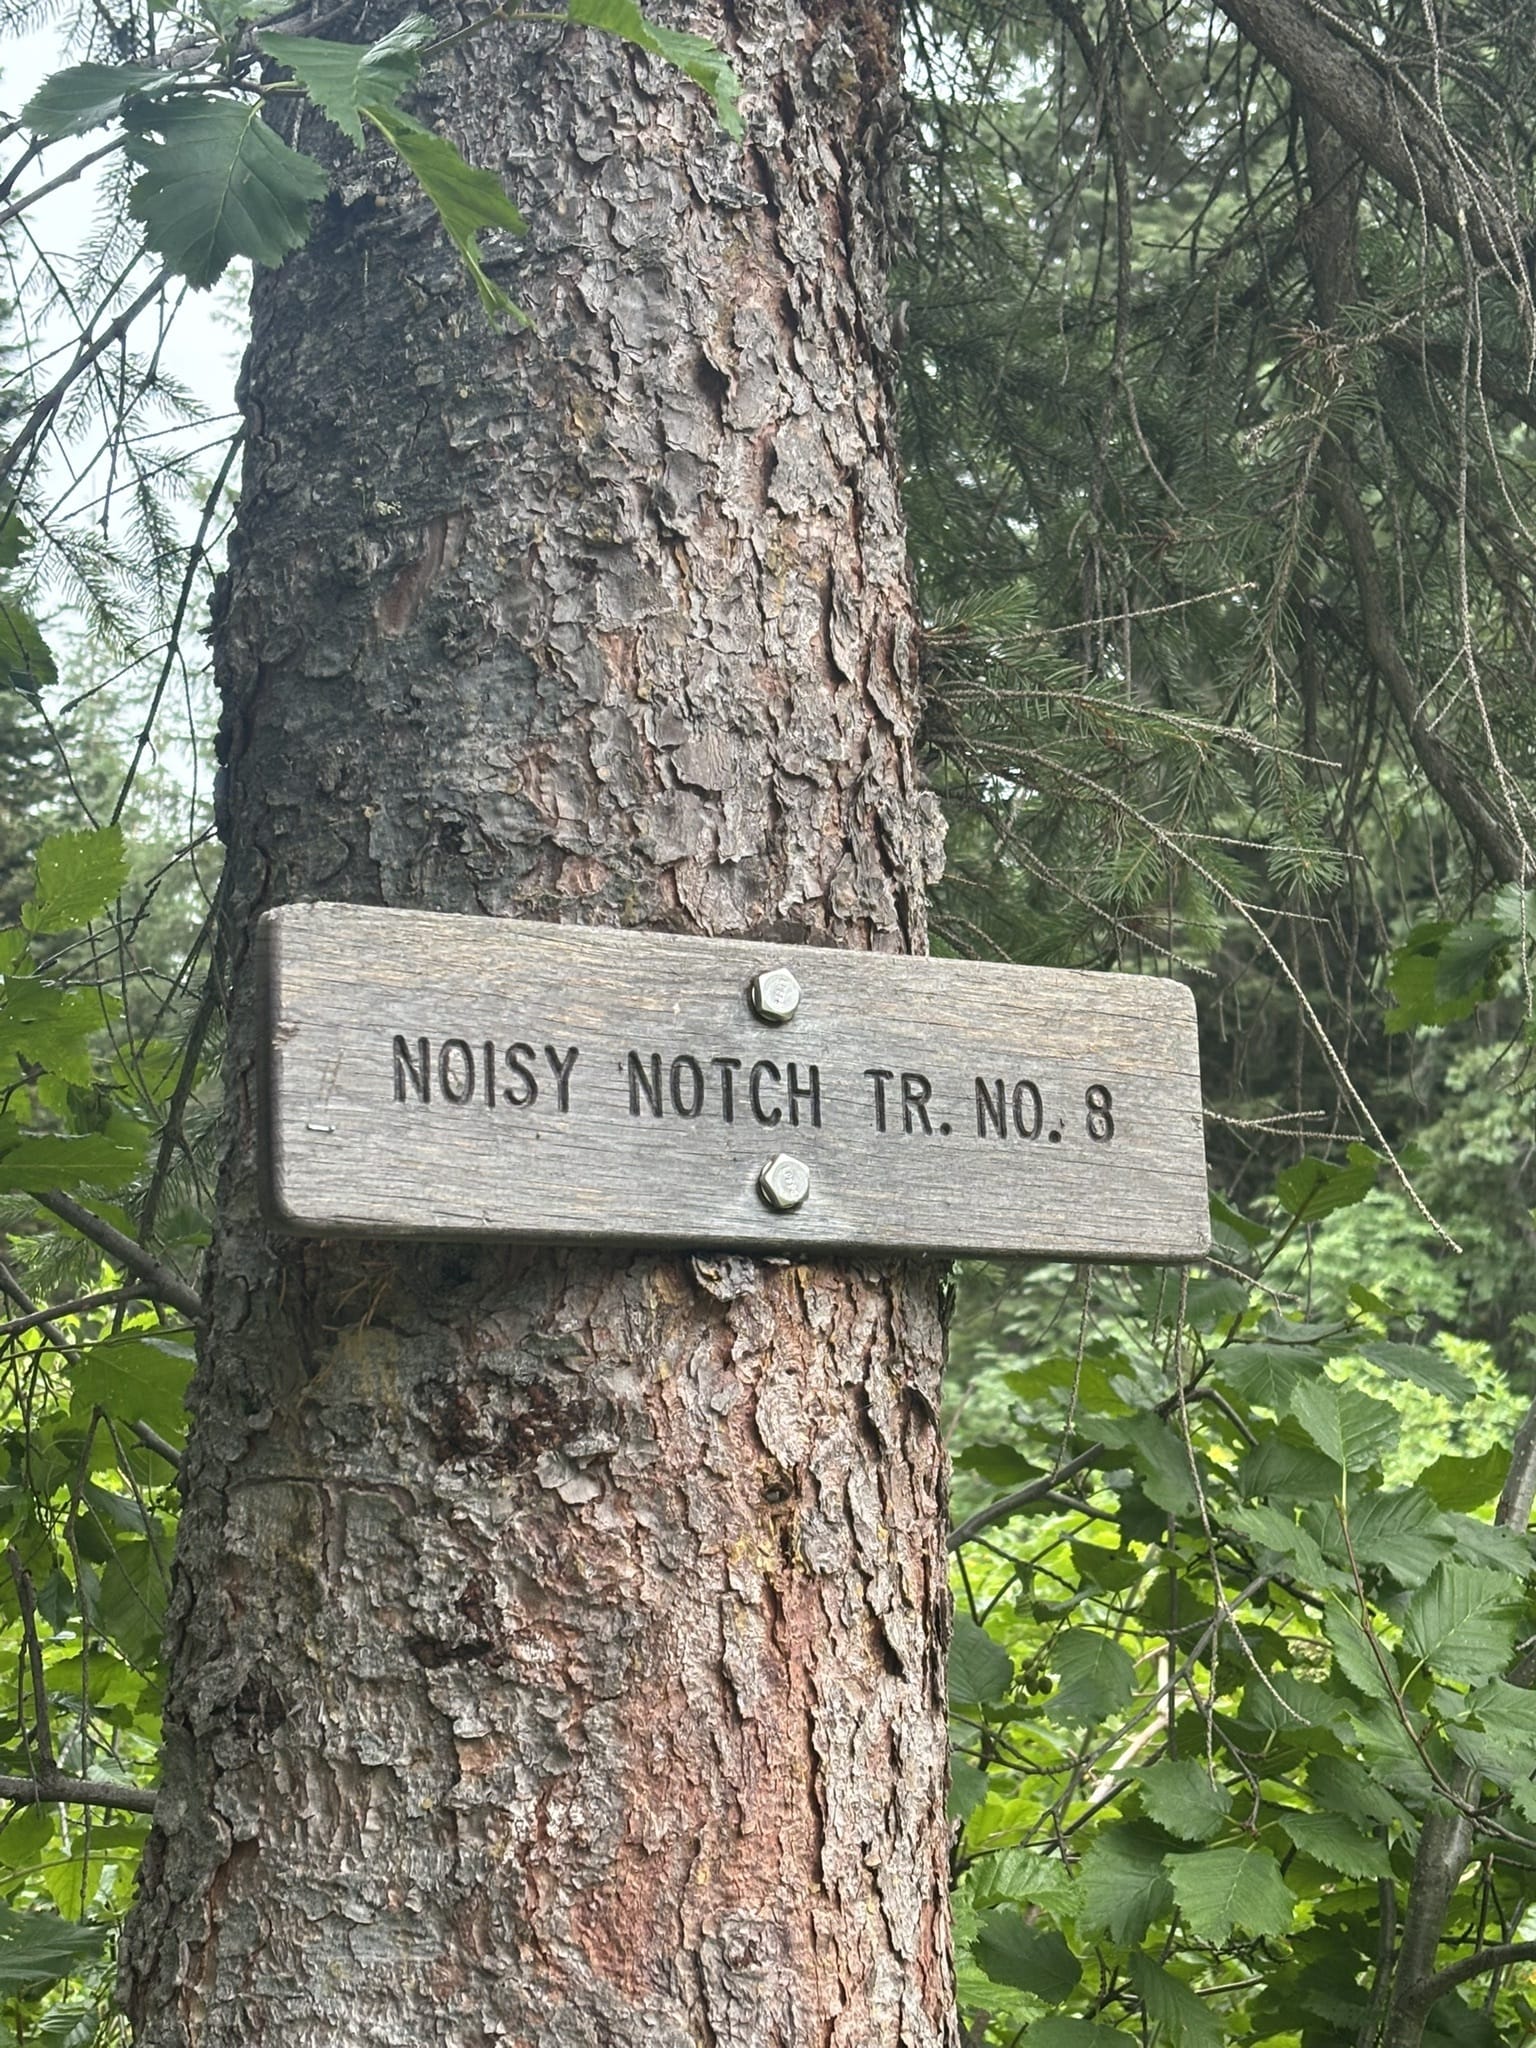 NOISY NOTCH TR. NO. 8